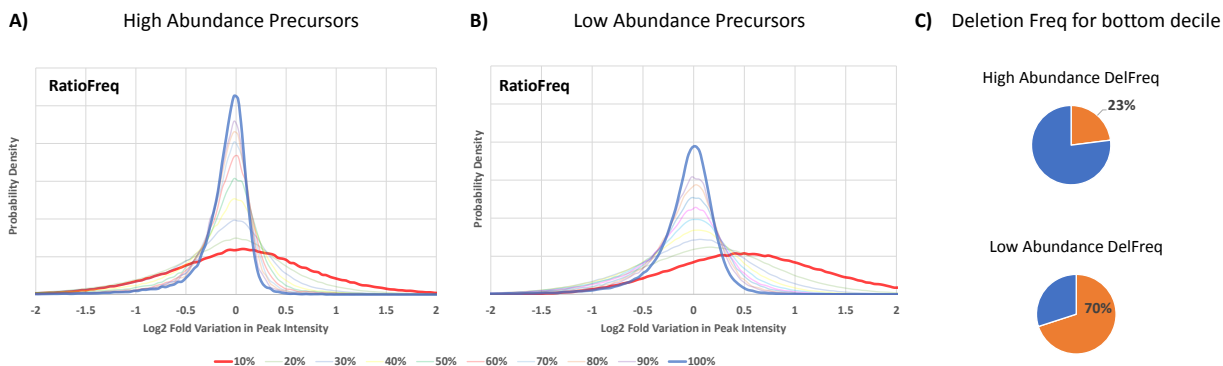 A) High Abundance Precursors
B) Low Abundance Precursors
C) Deletion Freq for bottom decile
RatioFreq
Probability Density
-2 -1.5 -1 -0.5 0 0.5 1 1.5 2
Log2 Fold Variation in Peak Intensity
RatioFreq
Probability Density
-2 -1.5 -1 -0.5 0 0.5 1 1.5 2
Log2 Fold Variation in Peak Intensity
10% 20% 30% 40% 50% 60% 70% 80% 90% 100%
High Abundance DelFreq
23%
Low Abundance DelFreq
70%